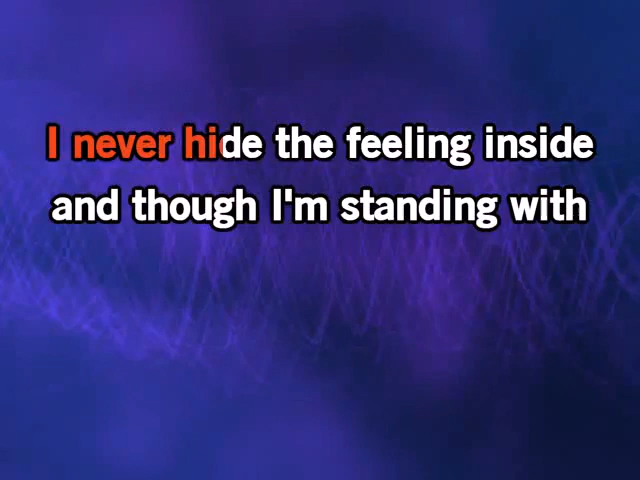 I never hide the feeling inside
and though I'm standing with